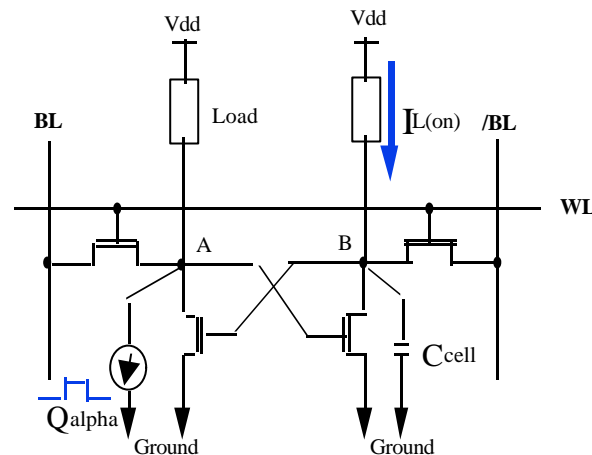 Vdd
Vdd
BL
Load
IL(on)
/BL
WL
A
B
Ccell
Qalpha
Ground
Ground